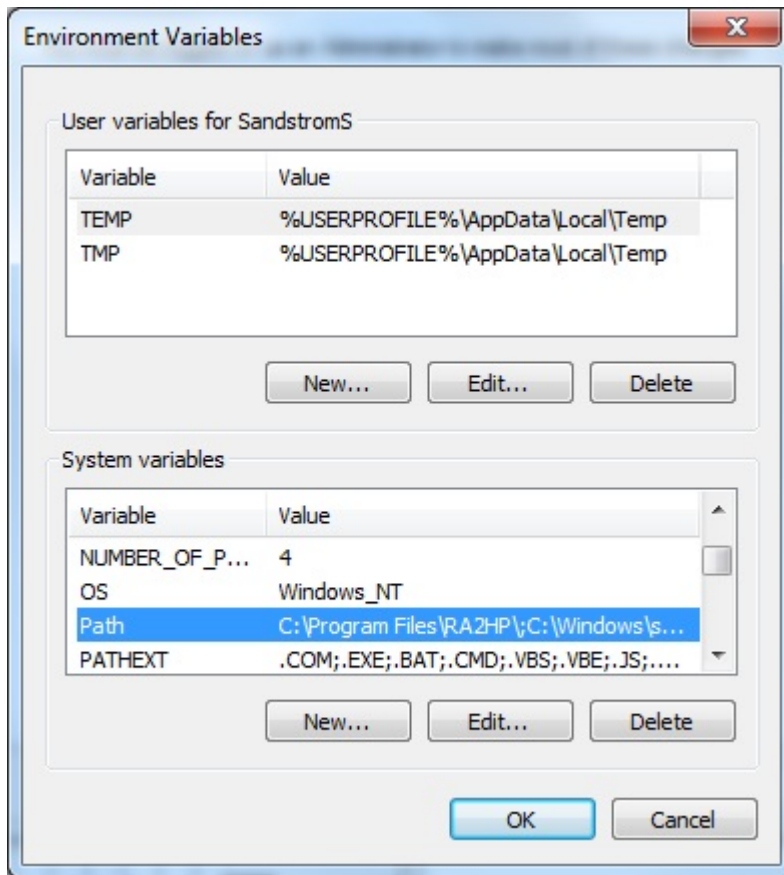 Environment Variables
User variables for SandstromS
Variable Value
TEMP %USERPROFILE%\AppData\Local\Temp
TMP %USERPROFILE%\AppData\Local\Temp
New... Edit... Delete
System variables
Variable Value
NUMBER_OF_P... 4
OS Windows_NT
Path C:\Program Files\RA2HP\;C:\Windows\s...
PATHEXT .COM;.EXE;.BAT;.CMD;.VBS;.VBE;.JS;....
New... Edit... Delete
OK Cancel